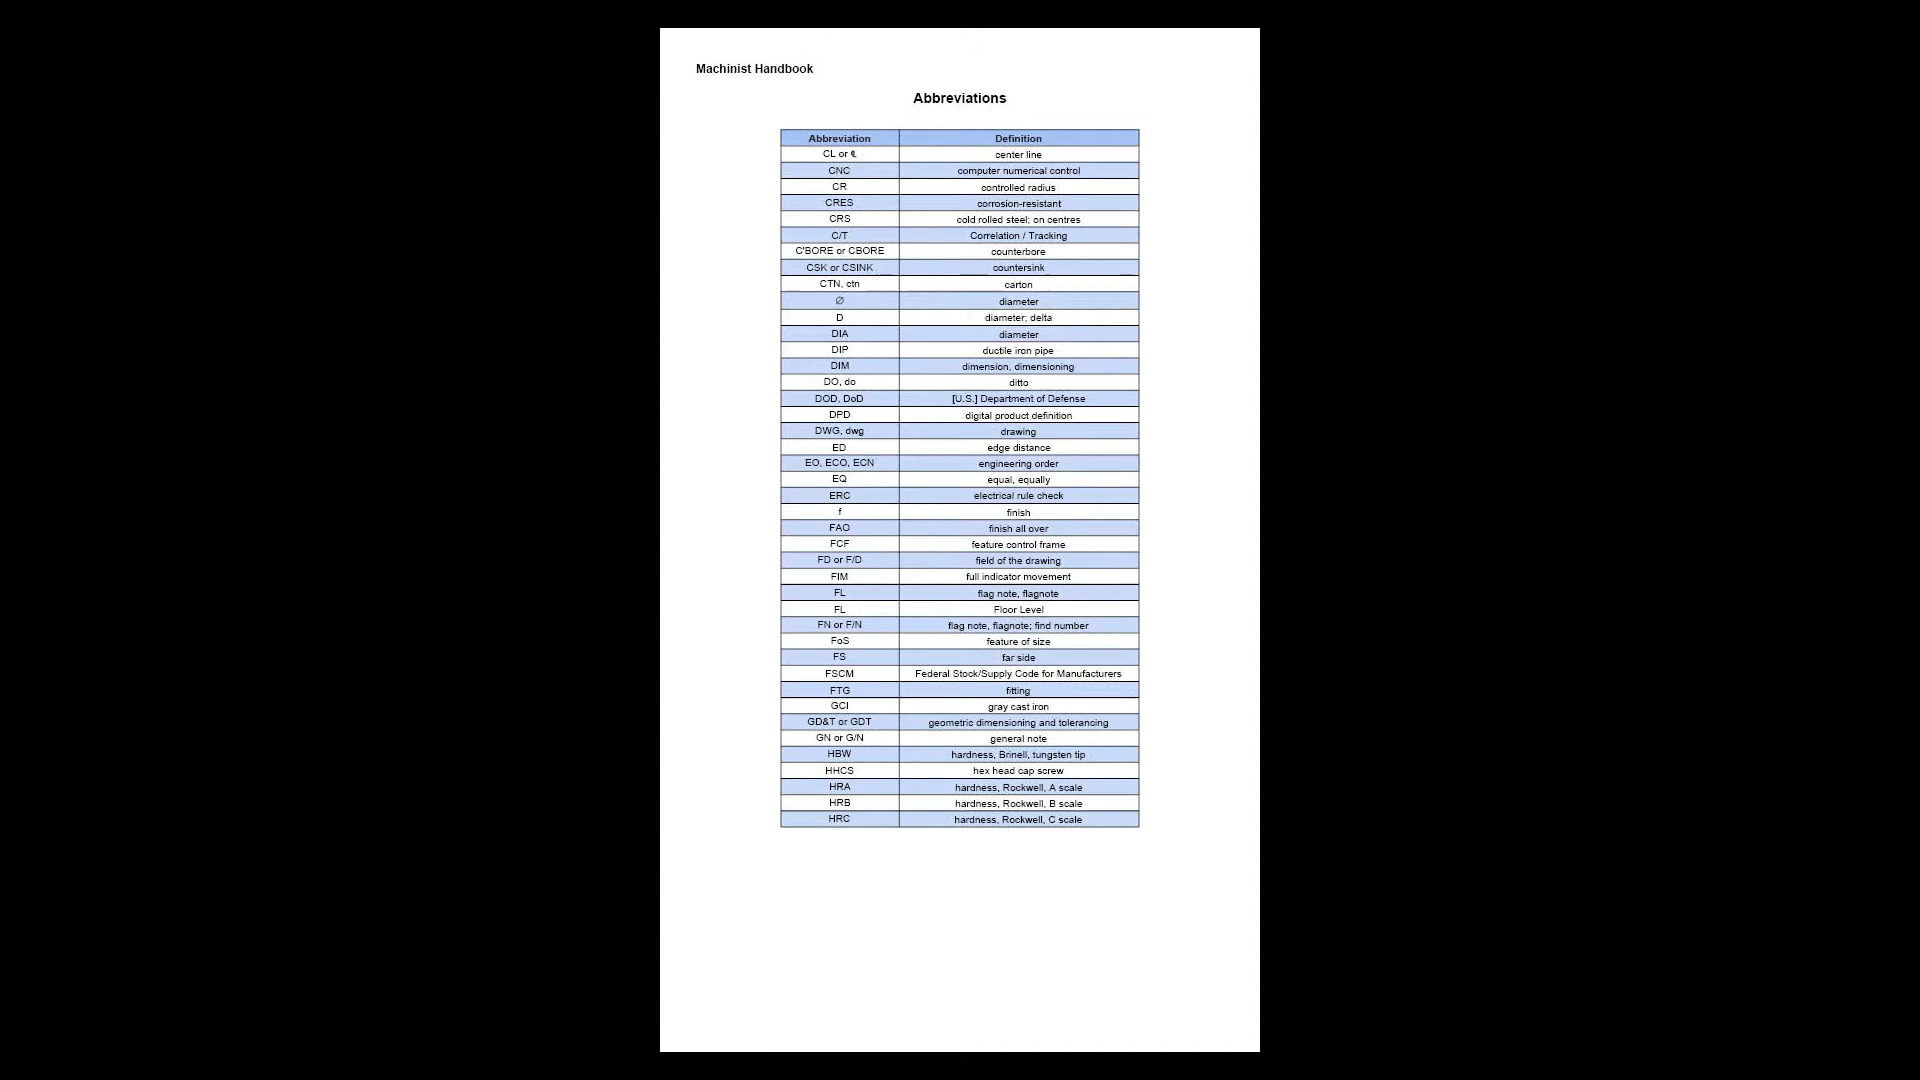 Machinist Handbook
Abbreviations
Abbreviation Definition
CL or ℄ center line
CNC computer numerical control
CR controlled radius
CRES corrosion-resistant
CRS cold rolled steel; on centres
C/T Correlation / Tracking
C'BORE or CBORE counterbore
CSK or CSINK countersink
CTN, ctn carton
∅ diameter
D diameter; delta
DIA diameter
DIP ductile iron pipe
DIM dimension, dimensioning
DO, do ditto
DOD, DoD [U.S.] Department of Defense
DPD digital product definition
DWG, dwg drawing
ED edge distance
EO, ECO, ECN engineering order
EQ equal, equally
ERC electrical rule check
f finish
FAO finish all over
FCF feature control frame
FD or F/D field of the drawing
FIM full indicator movement
FL flag note, flagnote
FL Floor Level
FN or F/N flag note, flagnote; find number
FoS feature of size
FS far side
FSCM Federal Stock/Supply Code for Manufacturers
FTG fitting
GCI gray cast iron
GD&T or GDT geometric dimensioning and tolerancing
GN or G/N general note
HBW hardness, Brinell, tungsten tip
HHCS hex head cap screw
HRA hardness, Rockwell, A scale
HRB hardness, Rockwell, B scale
HRC hardness, Rockwell, C scale